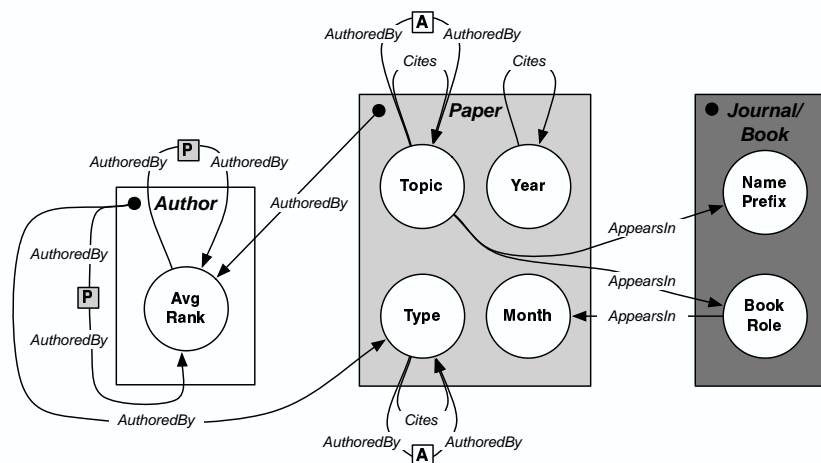 A
AuthoredBy AuthoredBy
Cites Cites
Paper
Journal/
Book
P
AuthoredBy AuthoredBy
Author
AuthoredBy
Topic
Year
Name
Prefix
AppearsIn
AuthoredBy
P
AuthoredBy
Avg
Rank
AppearsIn
Type
Month
AppearsIn
Book
Role
AuthoredBy
Cites
AuthoredBy AuthoredBy
A